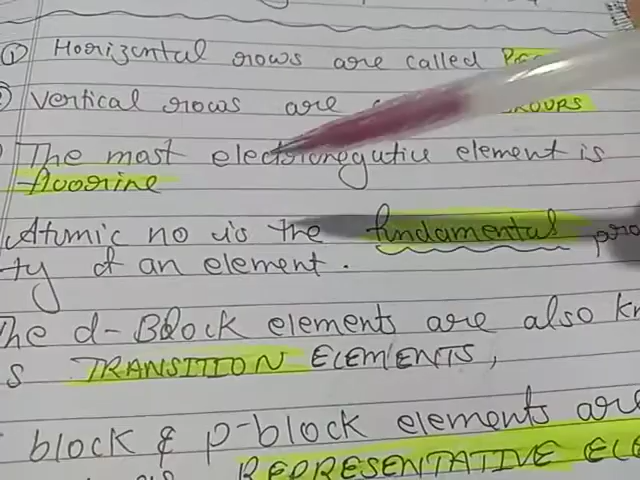 ① Horizontal rows are called
② Vertical rows are
The most electronegative element is
fluorine
Atomic no is the fundamental
ty of an element.
The d-Block elements are also
s TRANSITION ELEMENTS,
block & p-block elements are
REPRESENTATIVE